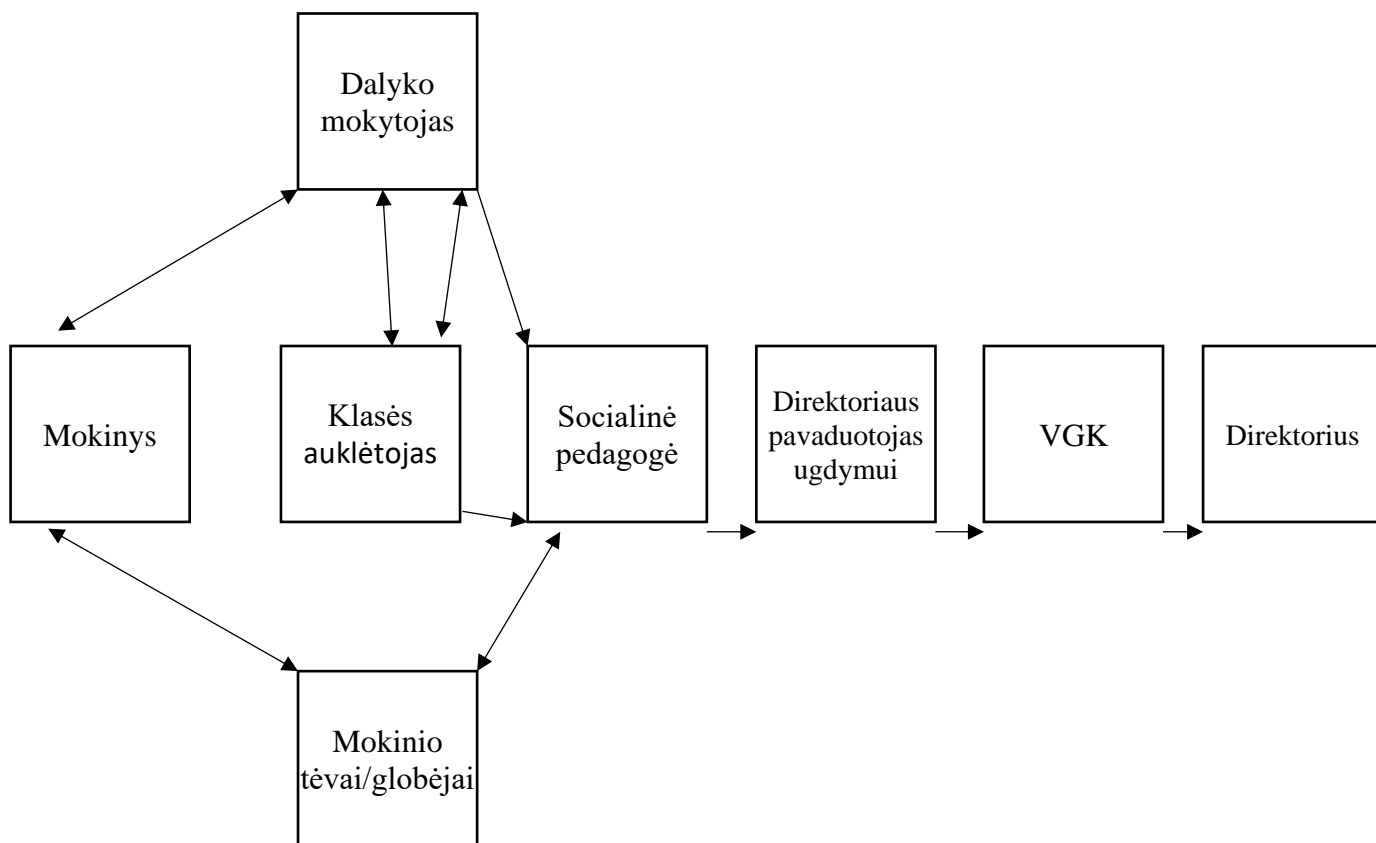 Dalyko
mokytojas
Mokinys
Klasės
auklėtojas
Socialinė
pedagogė
Direktoriaus
pavaduotojas
ugdymui
VGK
Direktorius
Mokinio
tėvai/globėjai